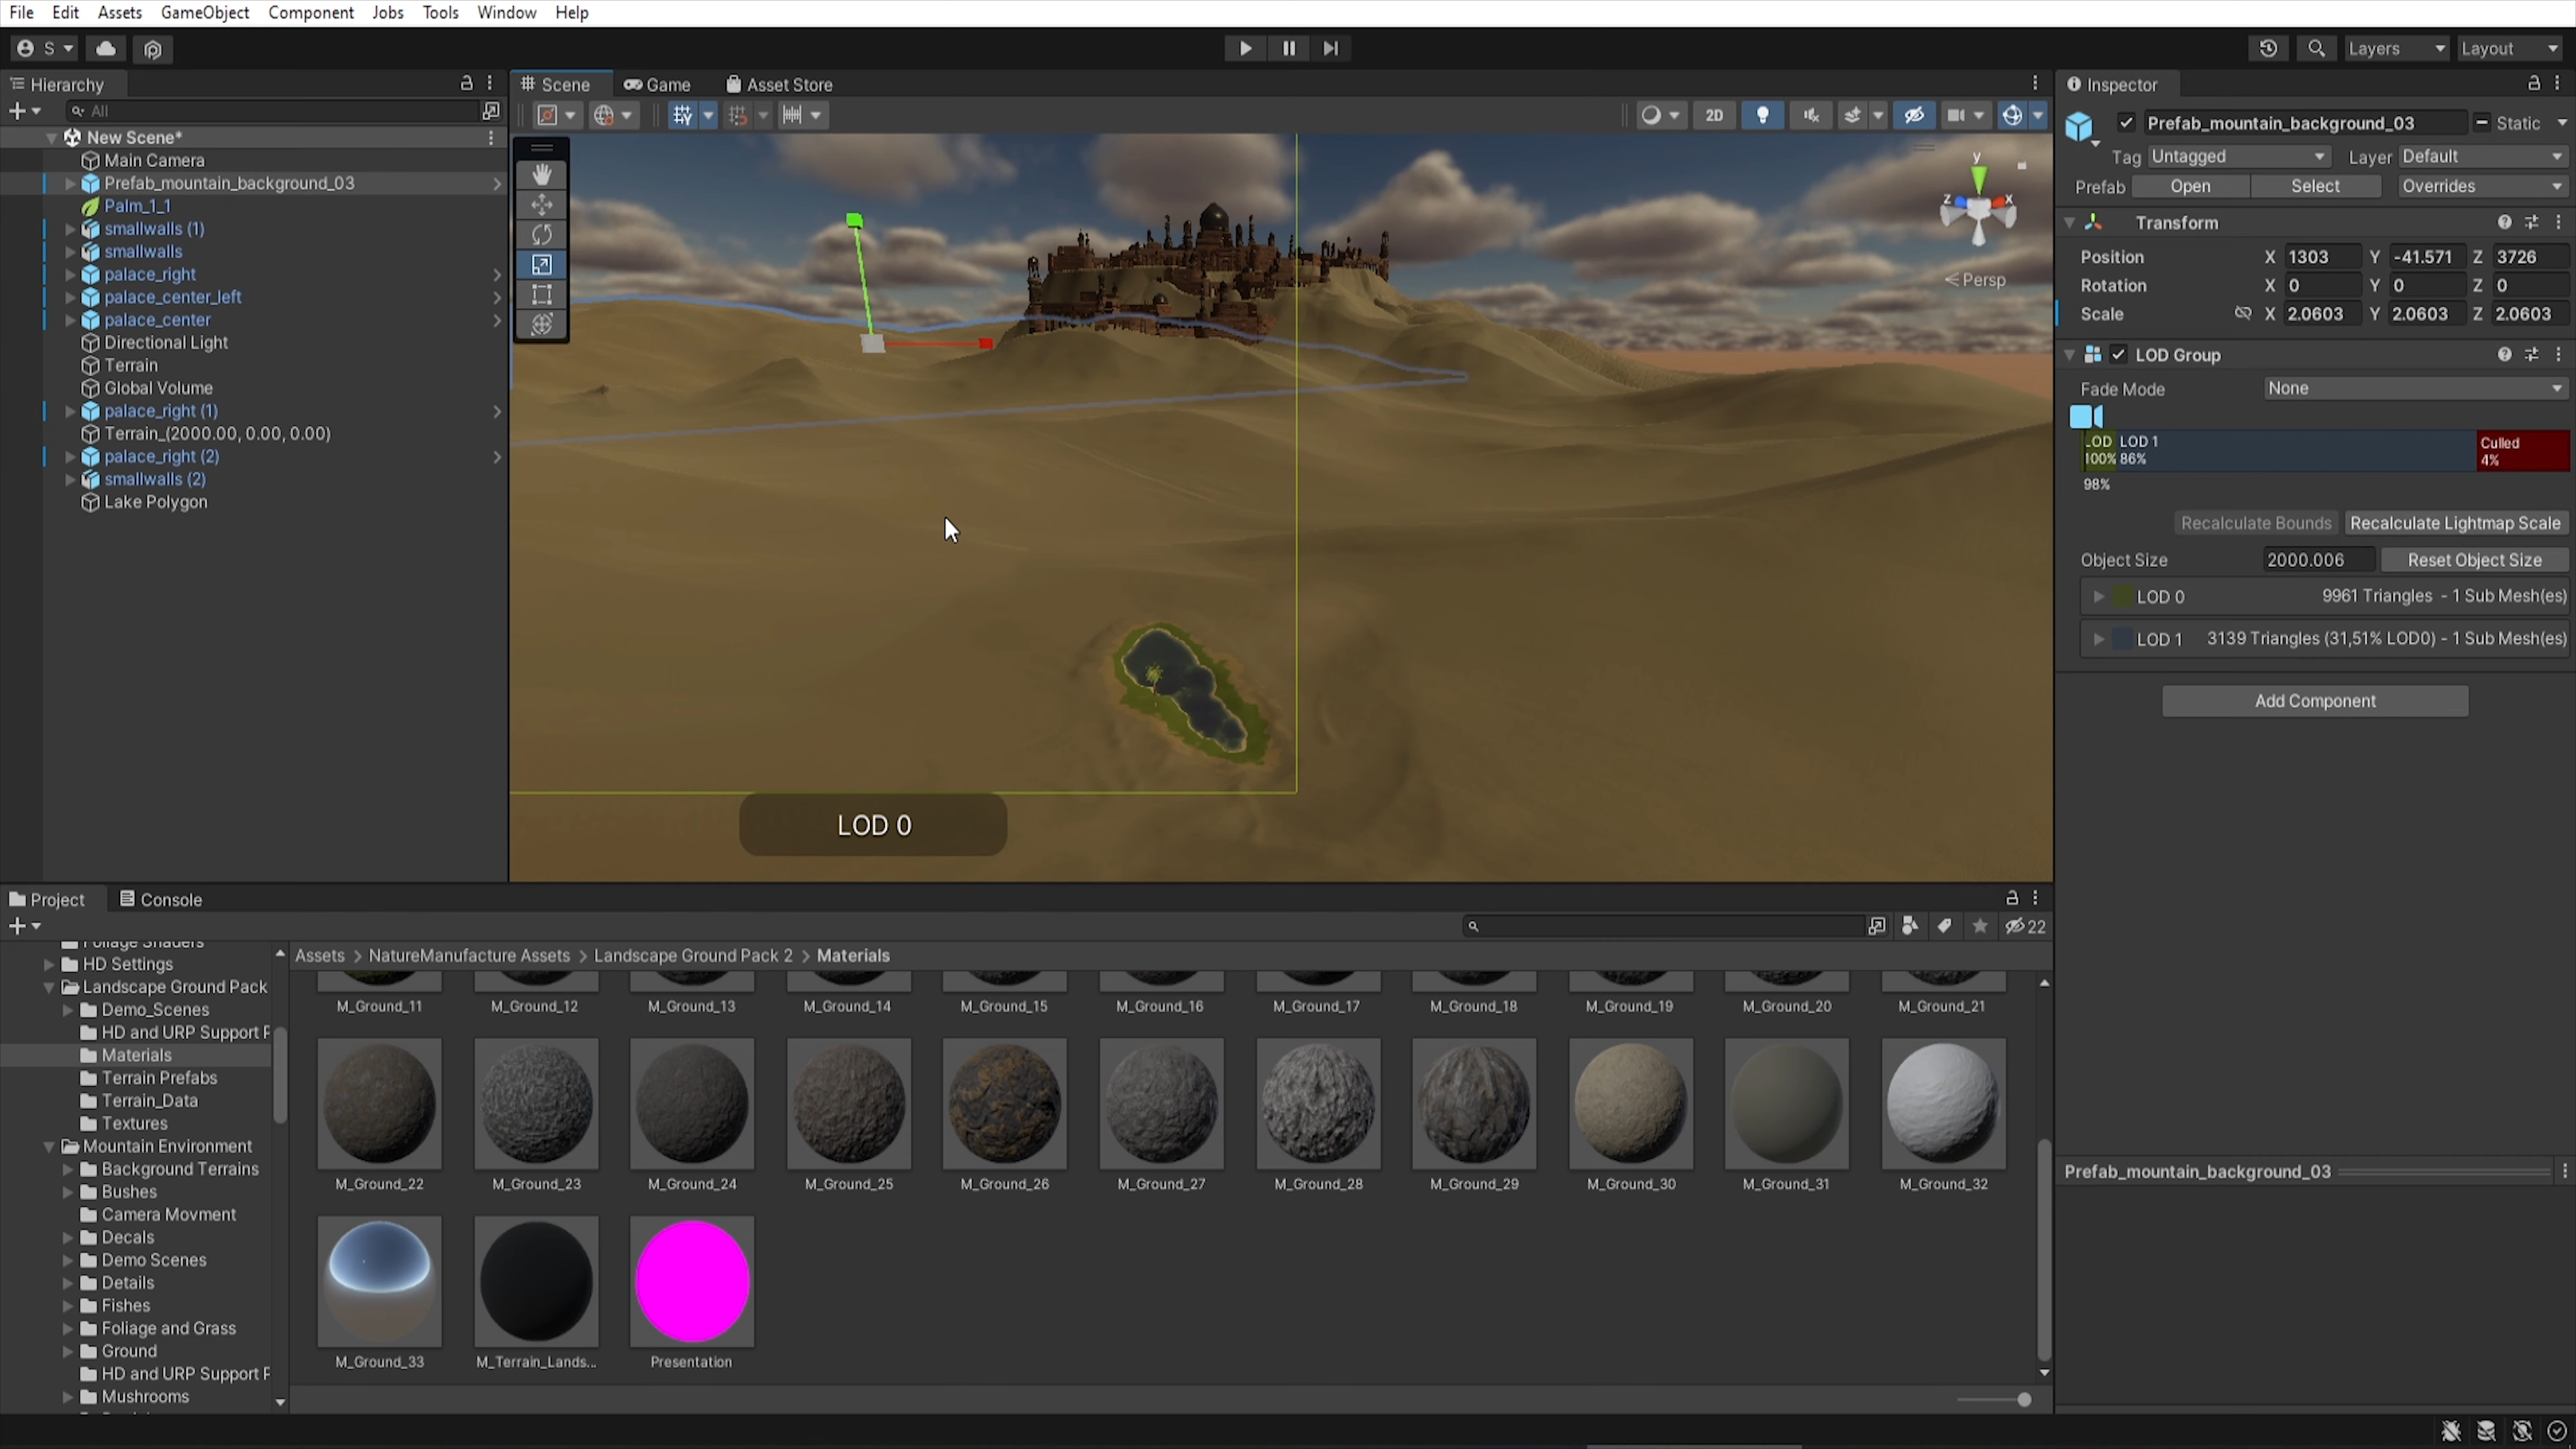 File Edit Assets GameObject Component Jobs Tools Window Help
S
Layers
Layout
Hierarchy
All
New Scene*
Main Camera
Prefab_mountain_background_03
Palm_1_1
smallwalls (1)
smallwalls
palace_right
palace_center_left
palace_center
Directional Light
Terrain
Global Volume
palace_right (1)
Terrain_(2000.00, 0.00, 0.00)
palace_right (2)
smallwalls (2)
Lake Polygon
Scene Game Asset Store
2D
y
z x
Persp
LOD 0
Inspector
Prefab_mountain_background_03 Static
Tag Untagged Layer Default
Prefab Open Select Overrides
Transform
Position X 1303 Y -41.571 Z 3726
Rotation X 0 Y 0 Z 0
Scale X 2.0603 Y 2.0603 Z 2.0603
LOD Group
Fade Mode None
LOD LOD 1 Culled
100% 86% 4%
98%
Recalculate Bounds Recalculate Lightmap Scale
Object Size 2000.006 Reset Object Size
LOD 0 9961 Triangles - 1 Sub Mesh(es)
LOD 1 3139 Triangles (31,51% LOD0) - 1 Sub Mesh(es)
Add Component
Prefab_mountain_background_03
Project Console
22
Foliage Shaders
HD Settings
Landscape Ground Pack
Demo_Scenes
HD and URP Support P
Materials
Terrain Prefabs
Terrain_Data
Textures
Mountain Environment
Background Terrains
Bushes
Camera Movment
Decals
Demo Scenes
Details
Fishes
Foliage and Grass
Ground
HD and URP Support P
Mushrooms
Assets > NatureManufacture Assets > Landscape Ground Pack 2 > Materials
M_Ground_11 M_Ground_12 M_Ground_13 M_Ground_14 M_Ground_15 M_Ground_16 M_Ground_17 M_Ground_18 M_Ground_19 M_Ground_20 M_Ground_21
M_Ground_22 M_Ground_23 M_Ground_24 M_Ground_25 M_Ground_26 M_Ground_27 M_Ground_28 M_Ground_29 M_Ground_30 M_Ground_31 M_Ground_32
M_Ground_33 M_Terrain_Lands... Presentation